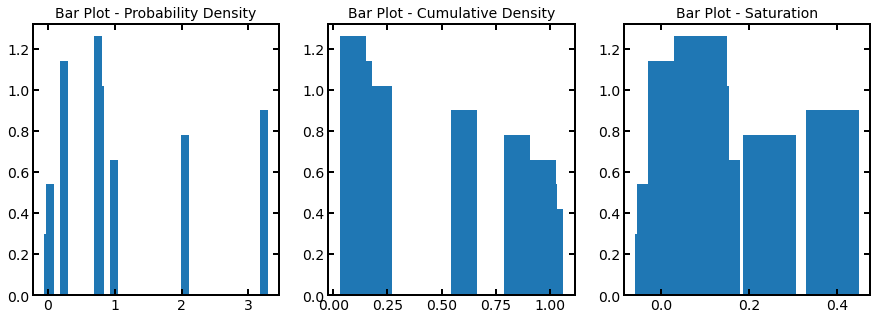 Bar Plot - Probability Density Bar Plot - Cumulative Density Bar Plot - Saturation
1.2 1.2 1.2
1.0 1.0 1.0
0.8 0.8 0.8
0.6 0.6 0.6
0.4 0.4 0.4
0.2 0.2 0.2
0.0 0.0 0.0
0 1 2 3 0.00 0.25 0.50 0.75 1.00 0.0 0.2 0.4